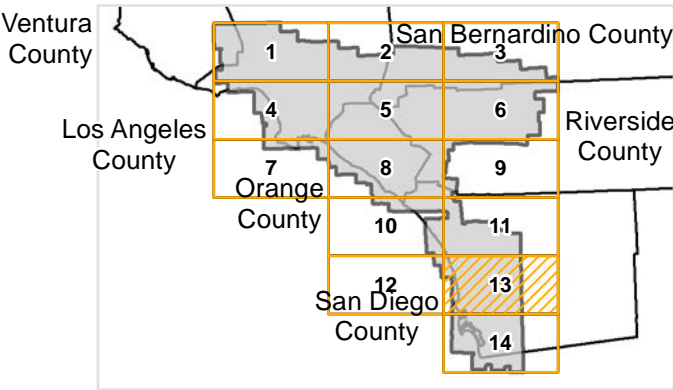 Ventura
County
San Bernardino County
1
2
3
4
5
6
Los Angeles
County
Riverside
County
7
8
9
Orange
County
10
11
12
13
San Diego
County
14